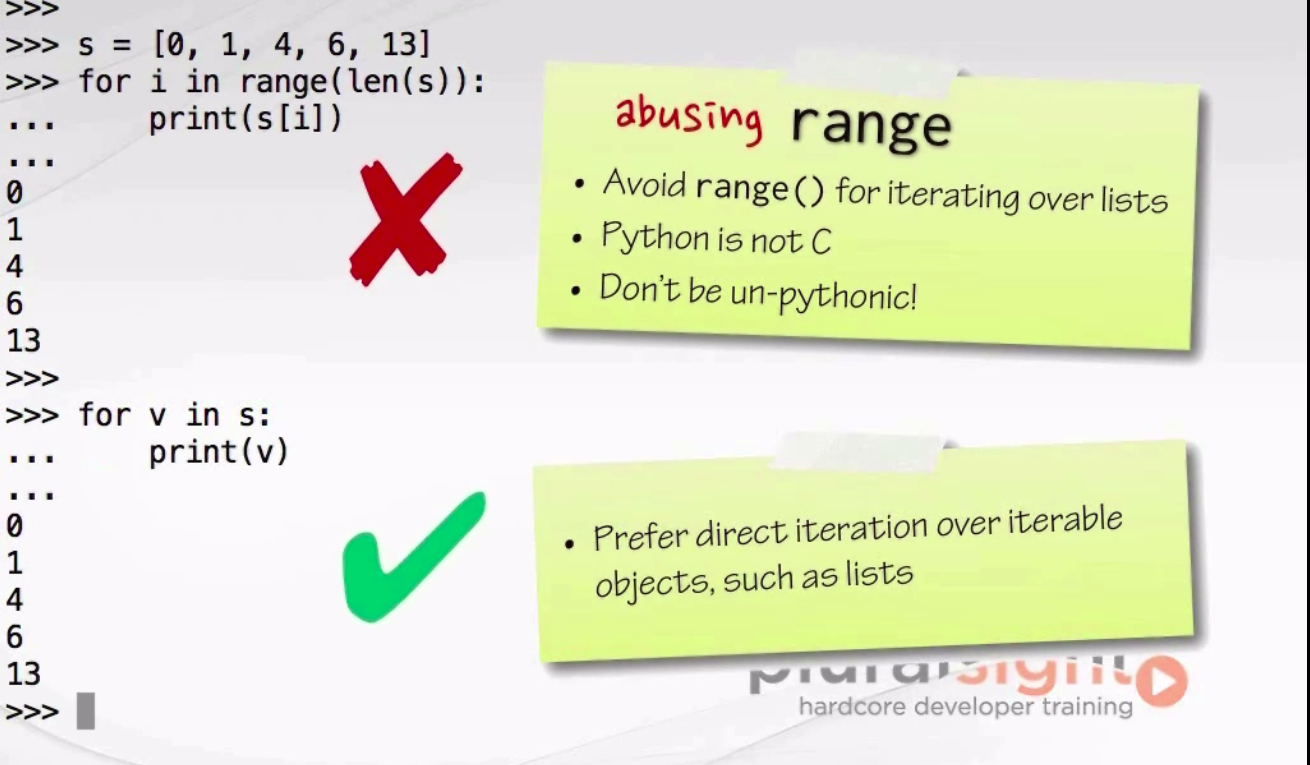 >>>
>>> s = [0, 1, 4, 6, 13]
>>> for i in range(len(s)):
...     print(s[i])
...
0
1
4
6
13
>>>
>>> for v in s:
...     print(v)
...
0
1
4
6
13
>>>
abusing range
• Avoid range() for iterating over lists
• Python is not C
• Don't be un-pythonic!
• Prefer direct iteration over iterable
objects, such as lists
pluralsight
hardcore developer training